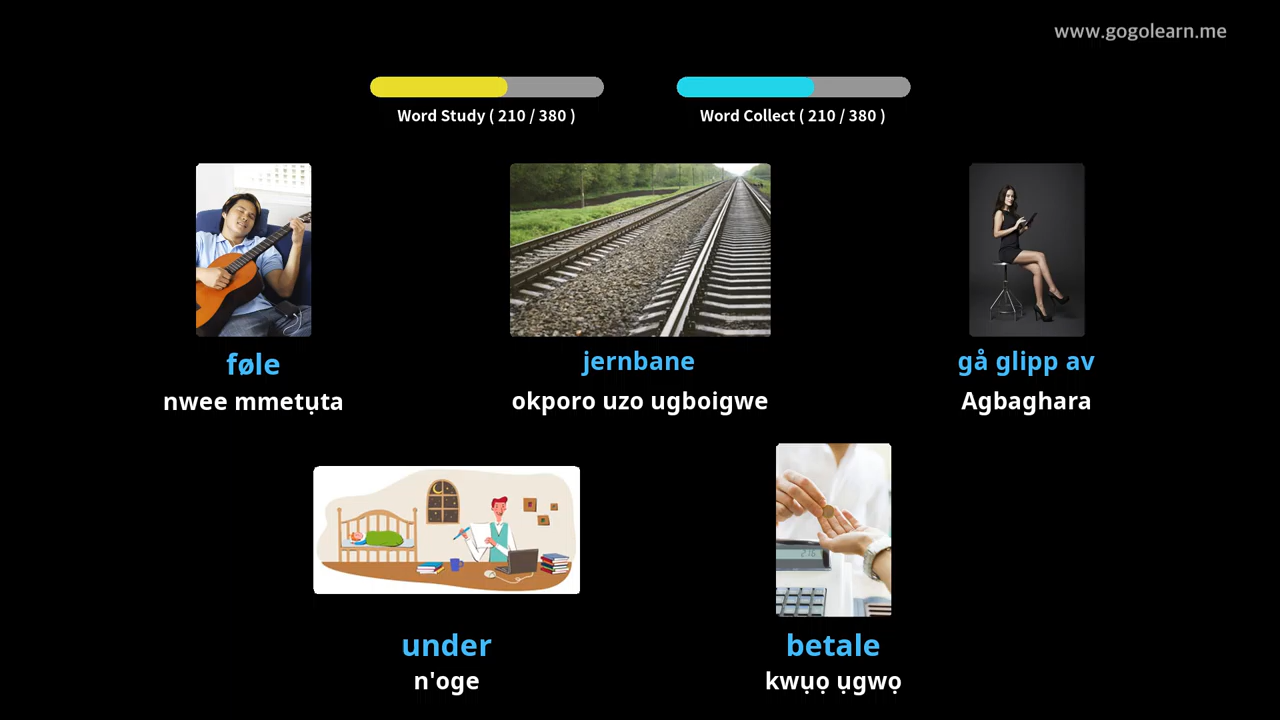 www.gogolearn.me
Word Study ( 210 / 380 )
Word Collect ( 210 / 380 )
føle
nwee mmetụta
jernbane
okporo uzo ugboigwe
gå glipp av
Agbaghara
under
n'oge
betale
kwụọ ụgwọ